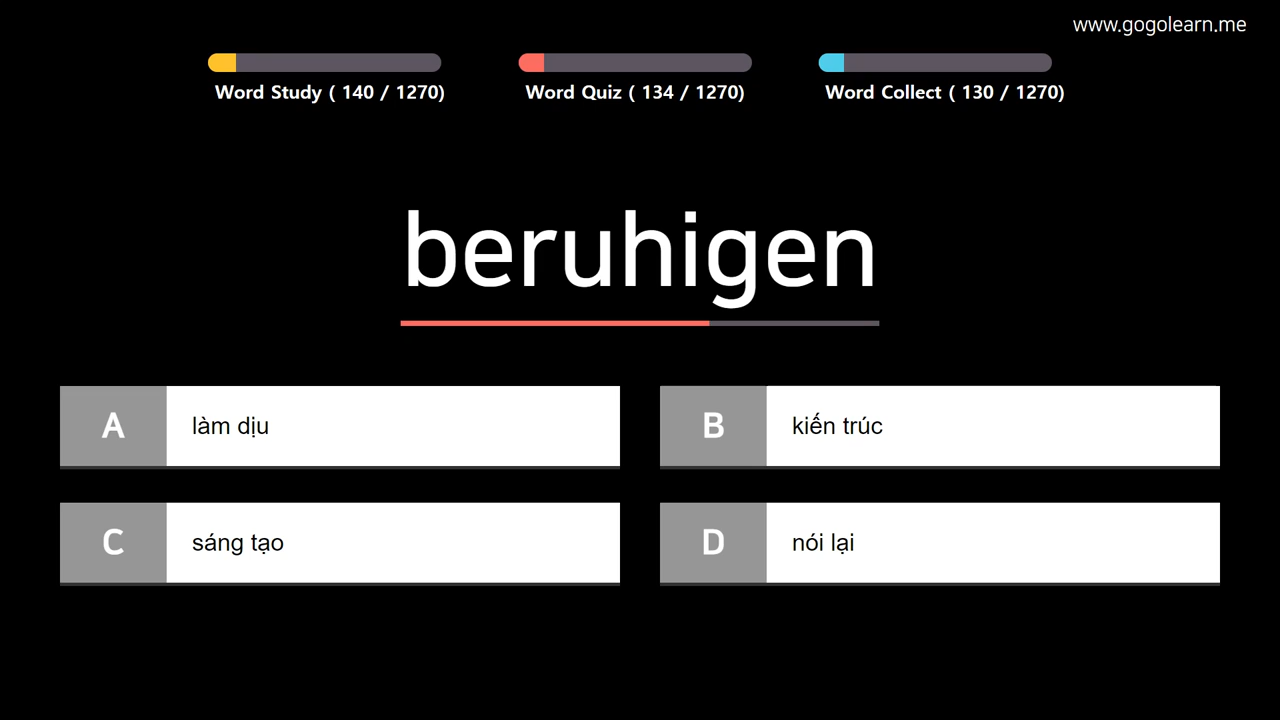 www.gogolearn.me
Word Study ( 140 / 1270)
Word Quiz ( 134 / 1270)
Word Collect ( 130 / 1270)
beruhigen
A làm dịu
B kiến trúc
C sáng tạo
D nói lại